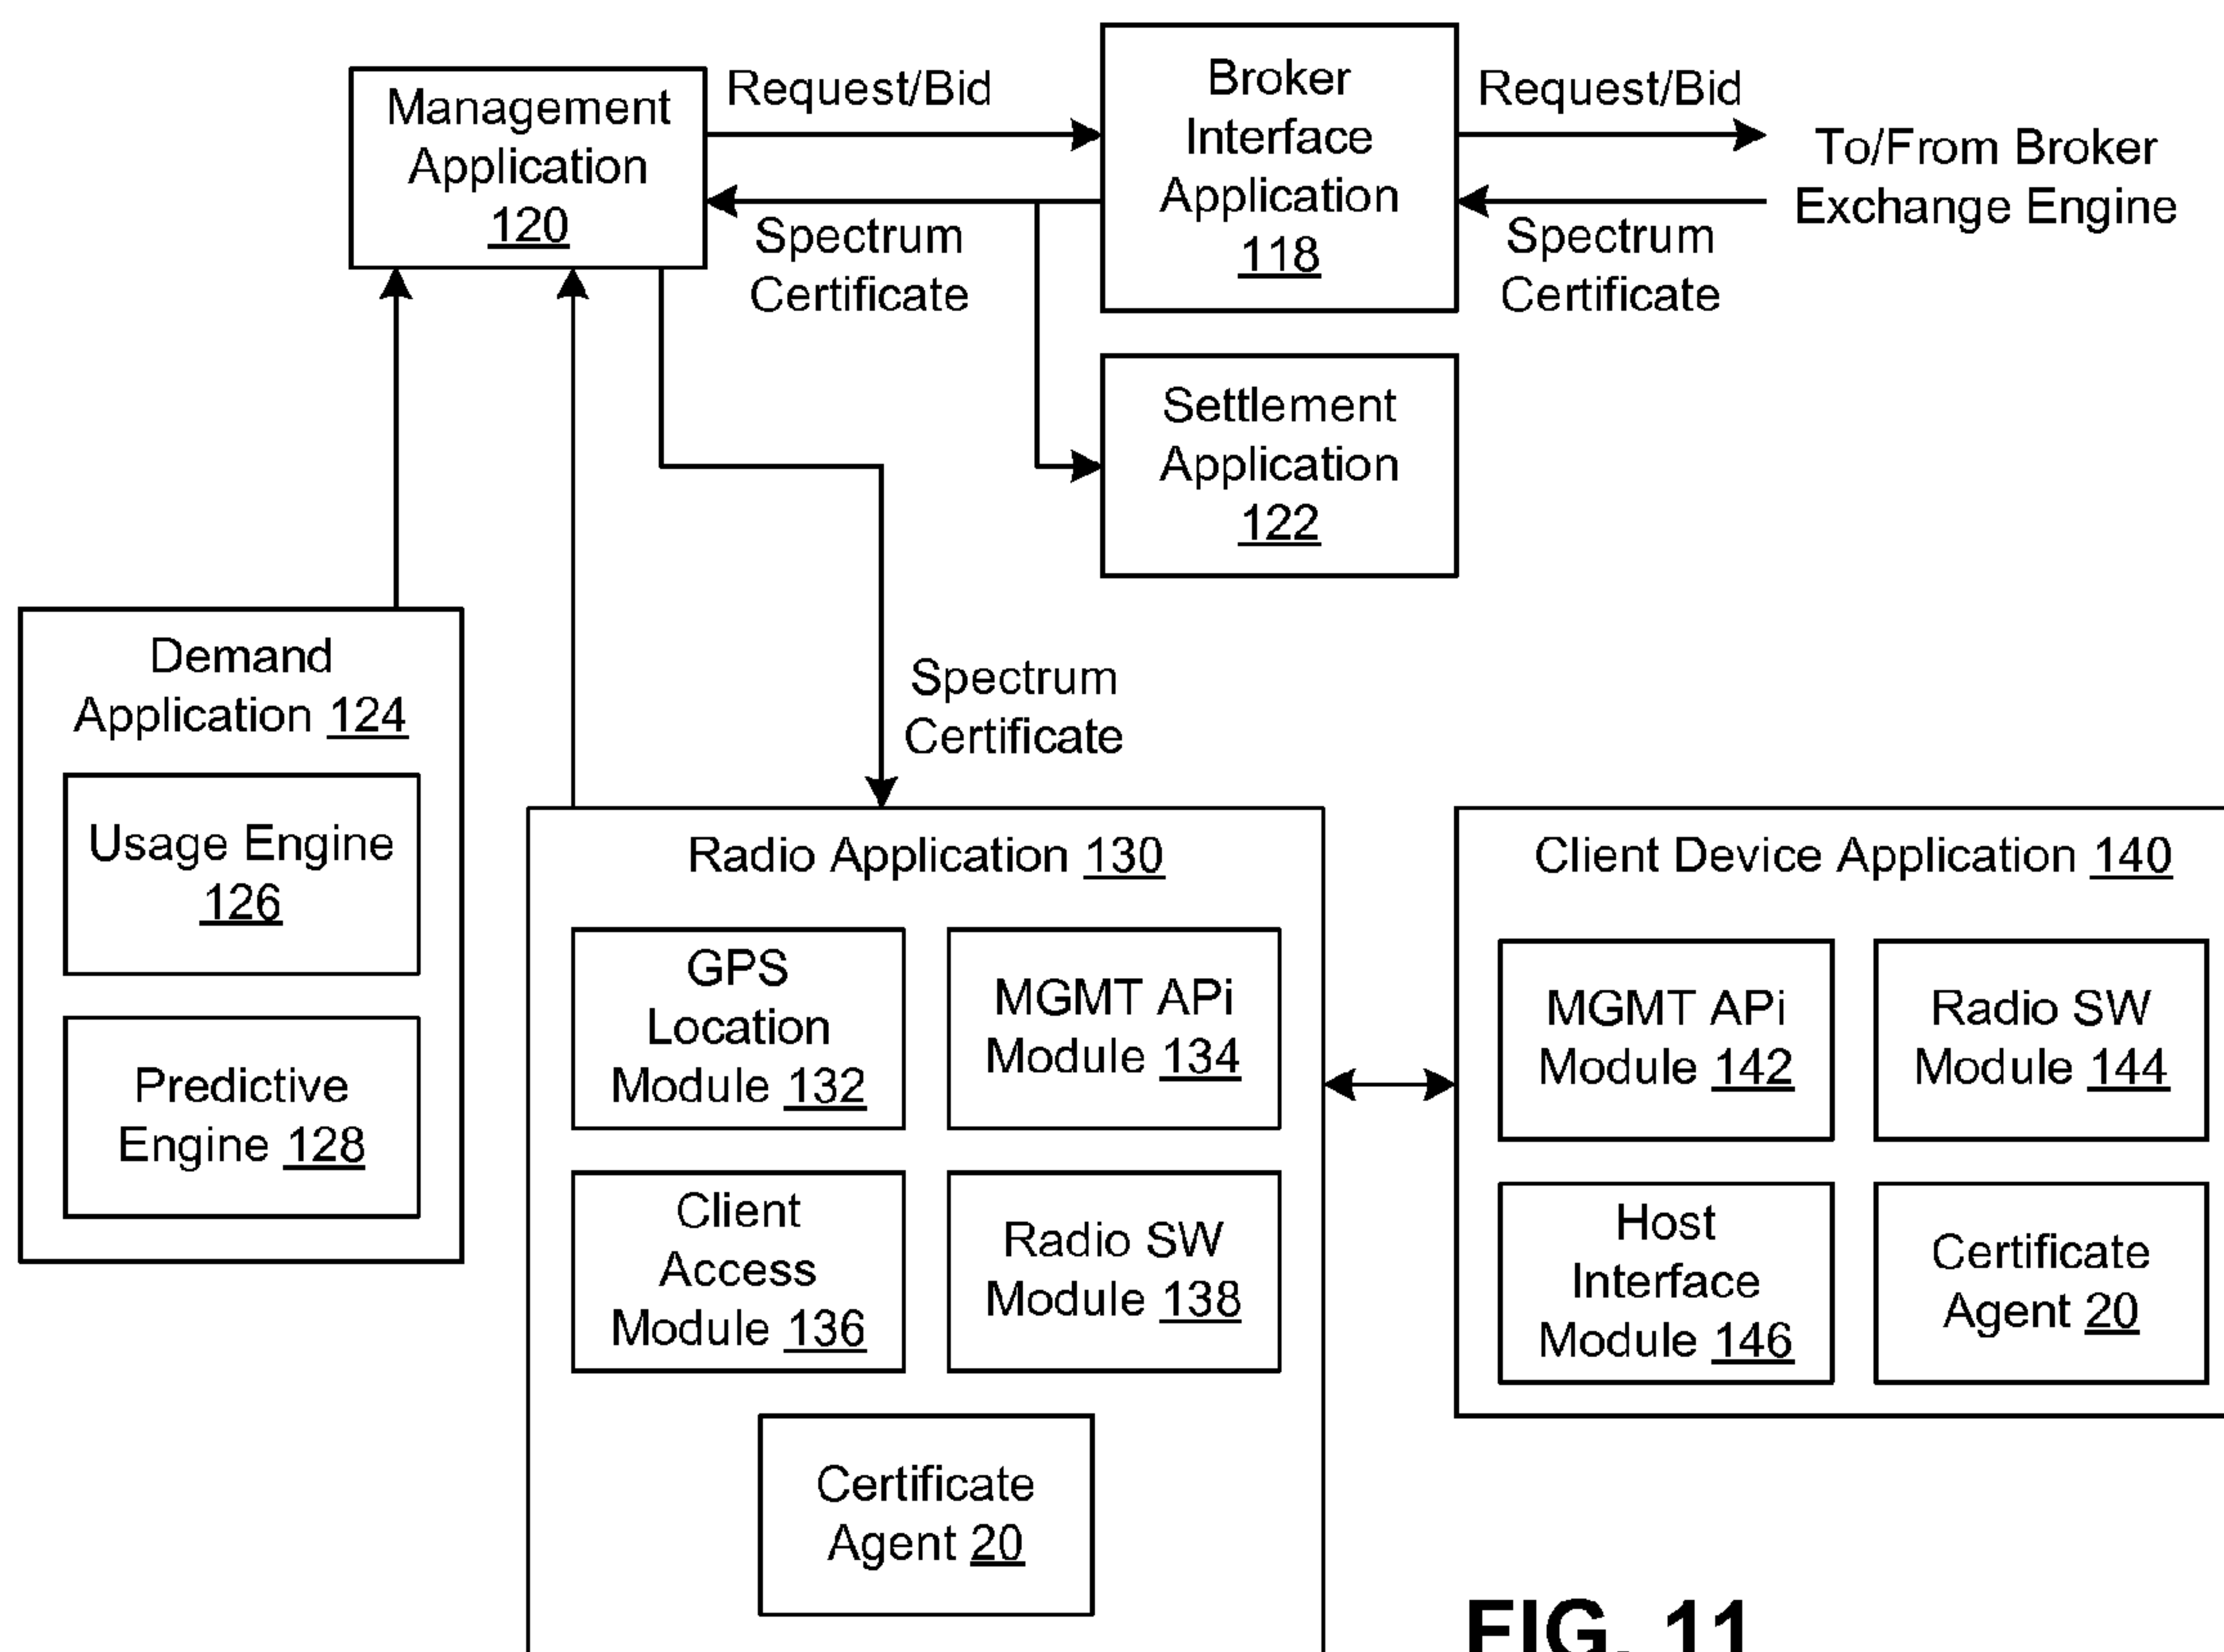 Management
Application
120
Request/Bid
Broker
Interface
Application
118
Request/Bid
To/From Broker
Exchange Engine
Spectrum
Certificate
Spectrum
Certificate
Settlement
Application
122
Demand
Application 124
Usage Engine
126
Predictive
Engine 128
Spectrum
Certificate
Radio Application 130
GPS
Location
Module 132
MGMT APi
Module 134
Client
Access
Module 136
Radio SW
Module 138
Certificate
Agent 20
Client Device Application 140
MGMT APi
Module 142
Radio SW
Module 144
Host
Interface
Module 146
Certificate
Agent 20
FIG. 11